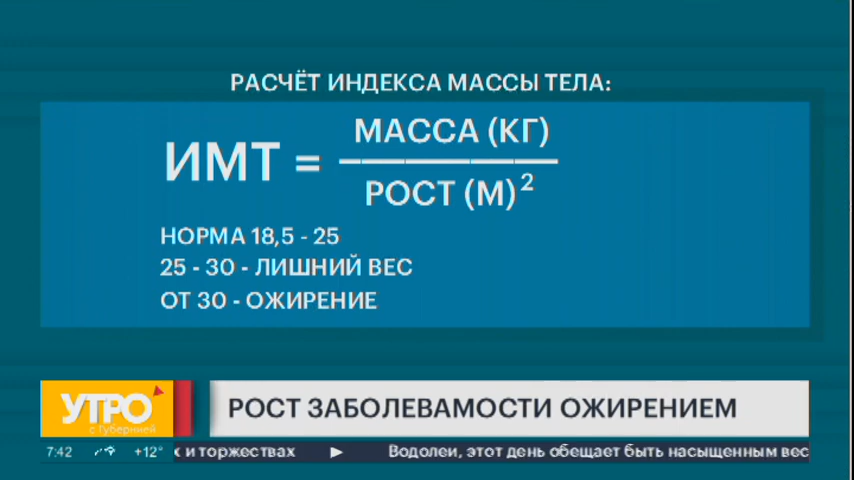 РАСЧЁТ ИНДЕКСА МАССЫ ТЕЛА:
ИМТ = МАССА (КГ)
РОСТ (М)²
НОРМА 18,5 - 25
25 - 30 - ЛИШНИЙ ВЕС
ОТ 30 - ОЖИРЕНИЕ
УТРО
с Губернией
РОСТ ЗАБОЛЕВАМОСТИ ОЖИРЕНИЕМ
7:42 +12° к и торжествах ▶ Водолеи, этот день обещает быть насыщенным вес